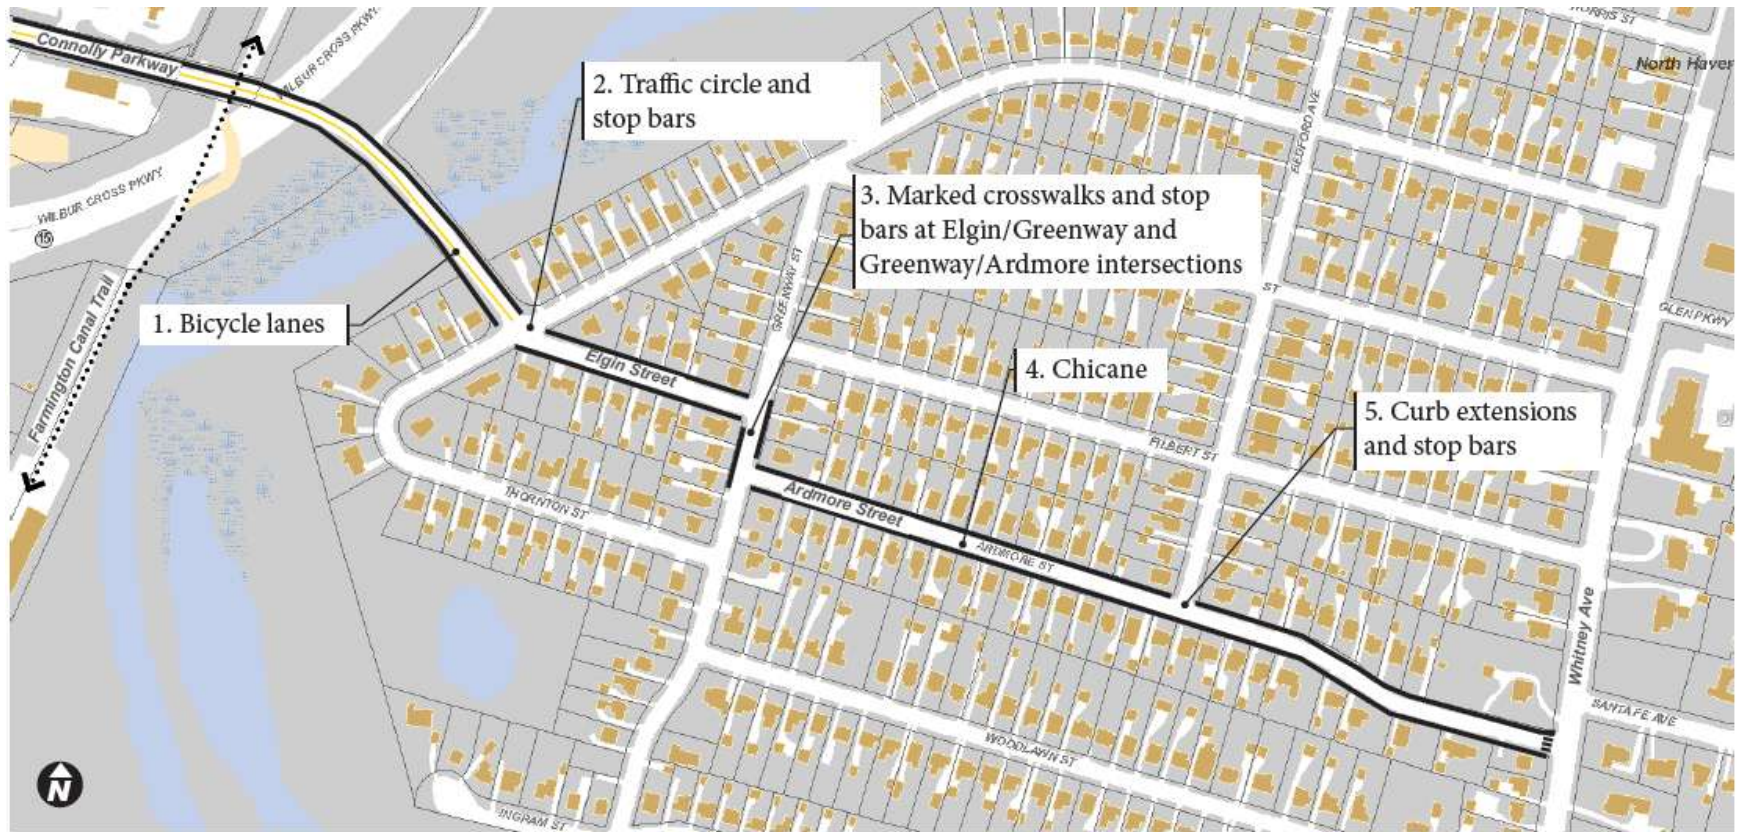 NORRIS ST
Connolly Parkway
WILBUR CROSS PKWY
North Haven
2. Traffic circle and
stop bars
BEDFORD AVE
WILBUR CROSS PKWY
15
3. Marked crosswalks and stop
bars at Elgin/Greenway and
Greenway/Ardmore intersections
GREENWAY ST
ST
GLEN PKWY
1. Bicycle lanes
Farmington Canal Trail
Elgin Street
4. Chicane
5. Curb extensions
and stop bars
FILBERT ST
THORNTON ST
Ardmore Street
ARDMORE ST
Whitney Ave
SANTA FE AVE
WOODLAWN ST
N
INGRAM ST